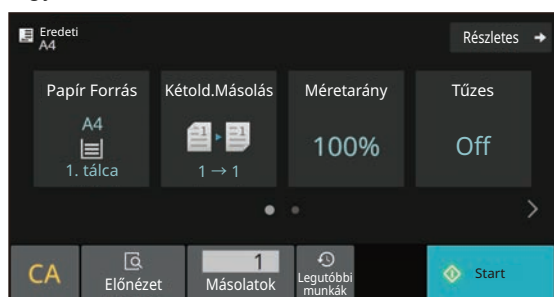 Eredeti
A4
Részletes
Papír Forrás
A4
1. tálca
Kétold.Másolás
1 → 1
Méretarány
100%
Tűzes
Off
CA
Előnézet
1
Másolatok
Legutóbbi
munkák
Start